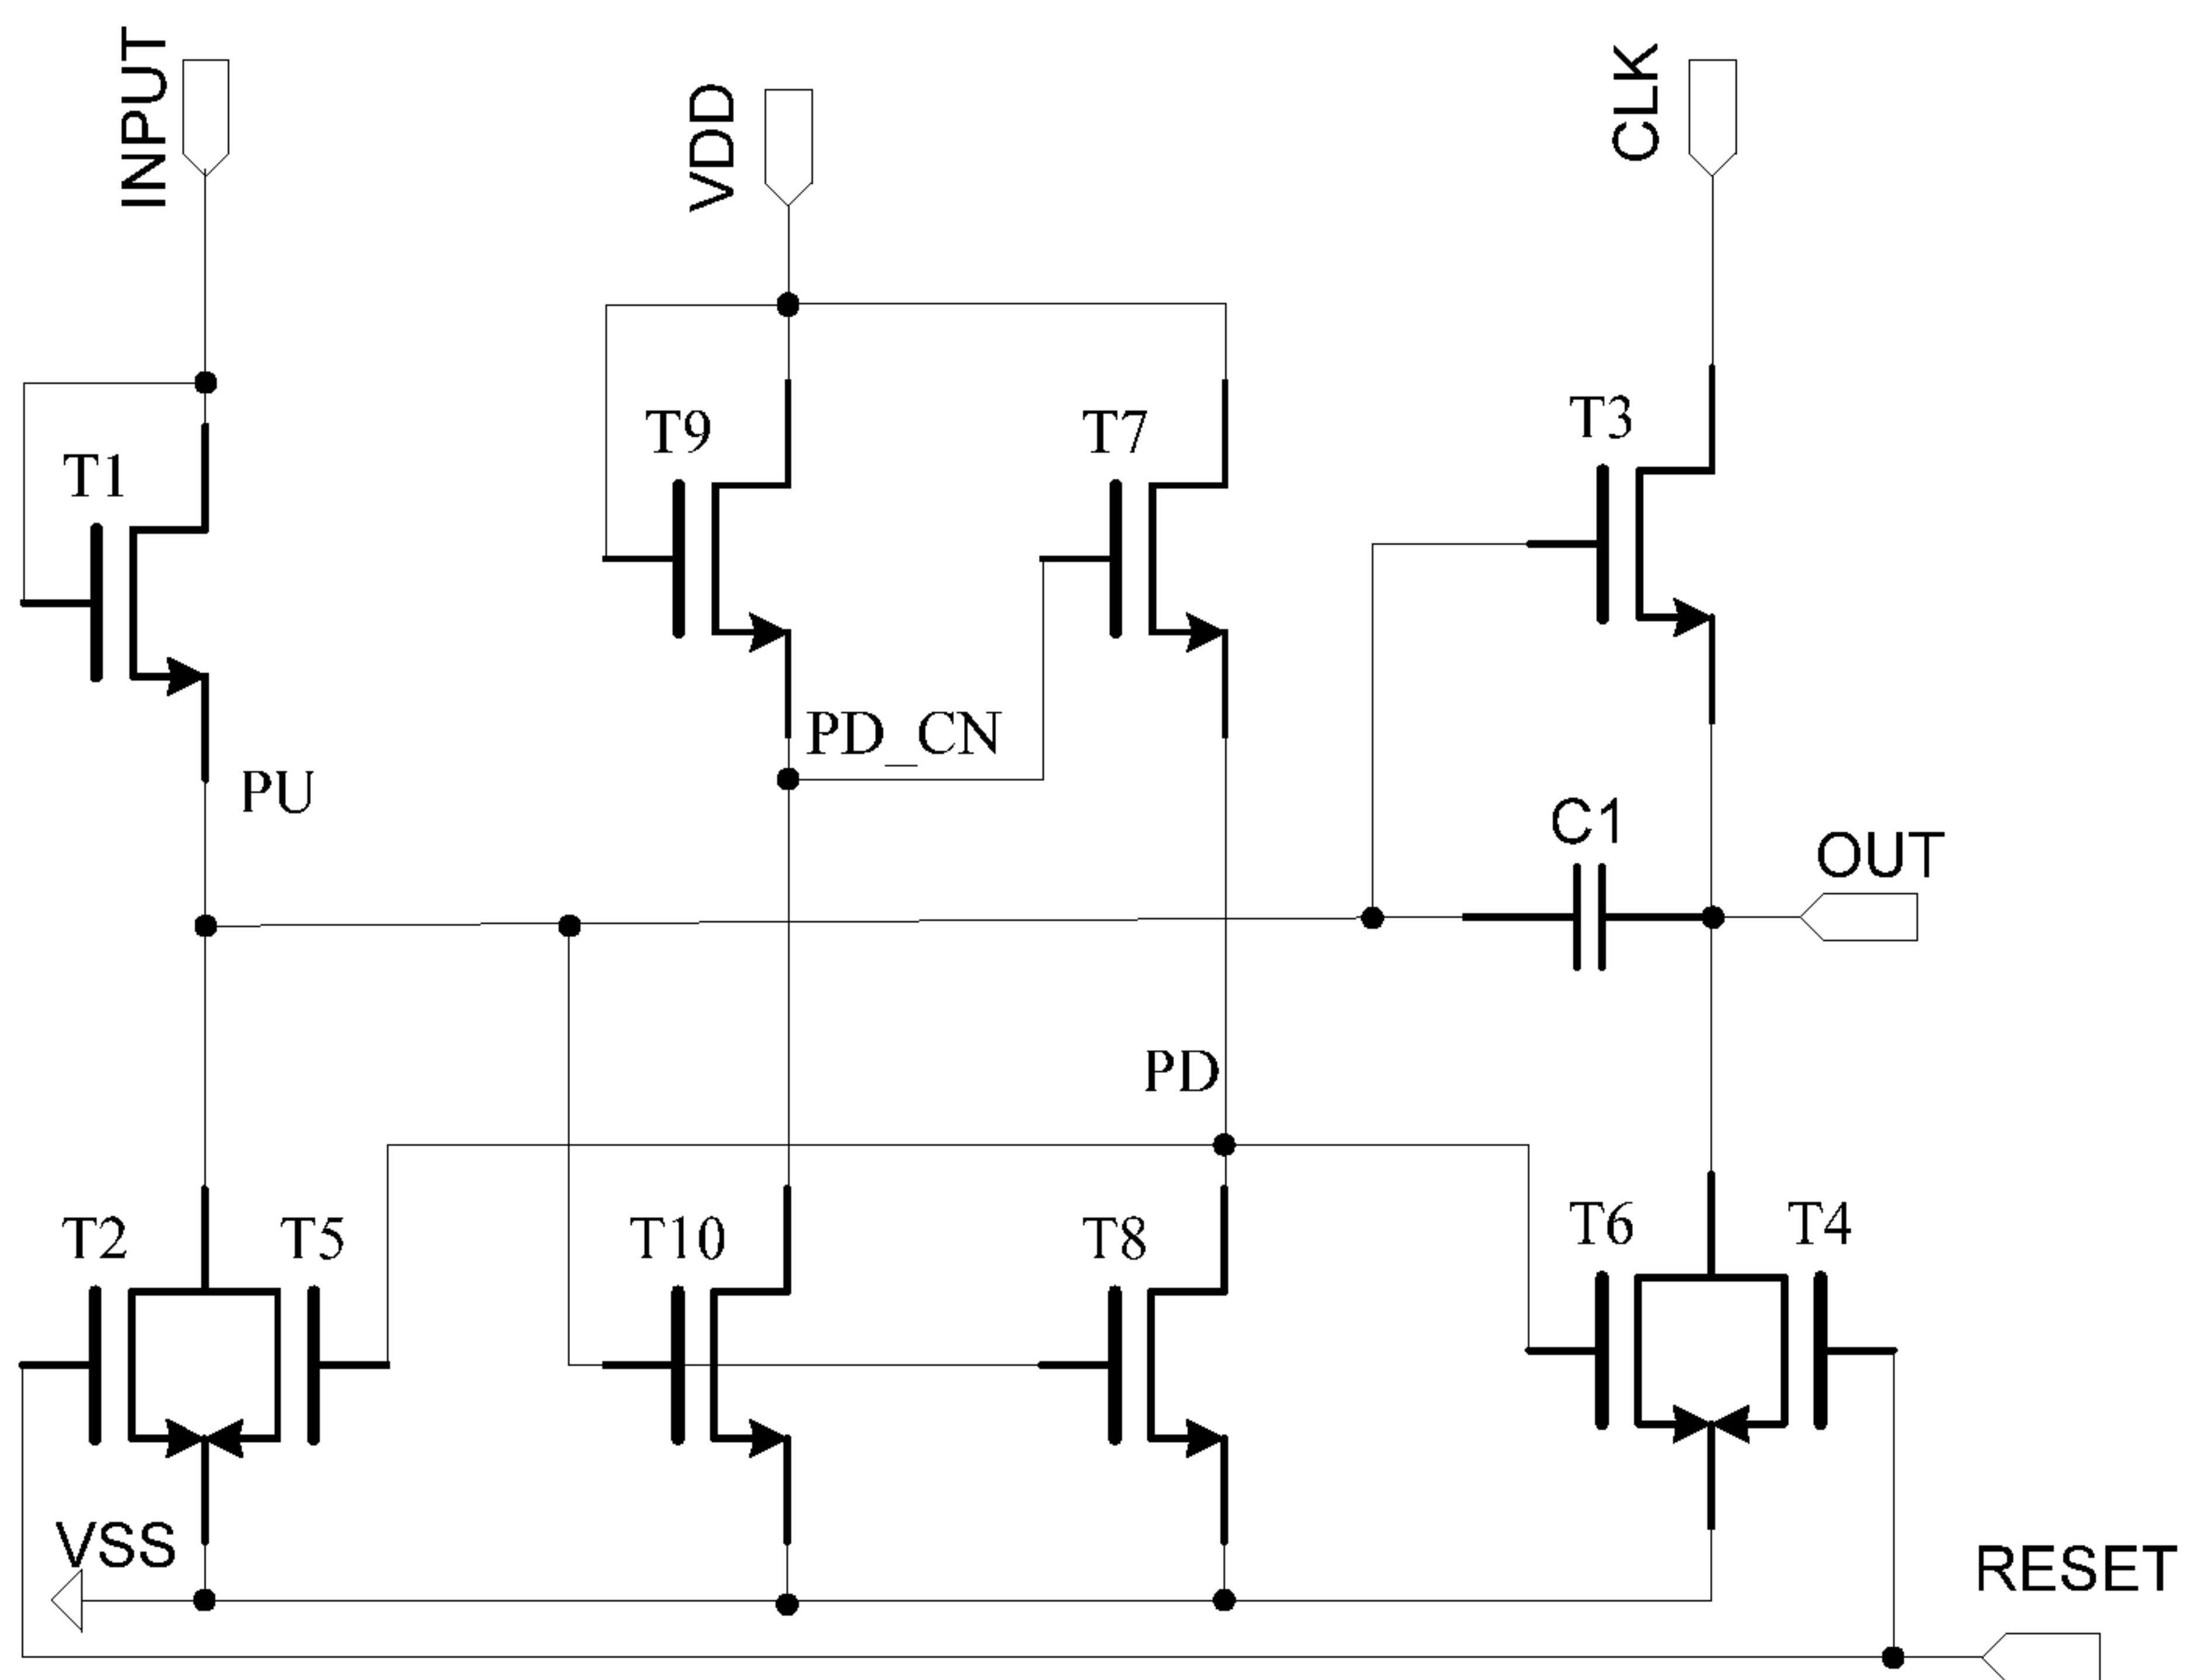 INPUT
VDD
CLK
T1
T9
T7
T3
PU
PD_CN
C1
OUT
PD
T2
T5
T10
T8
T6
T4
VSS
RESET